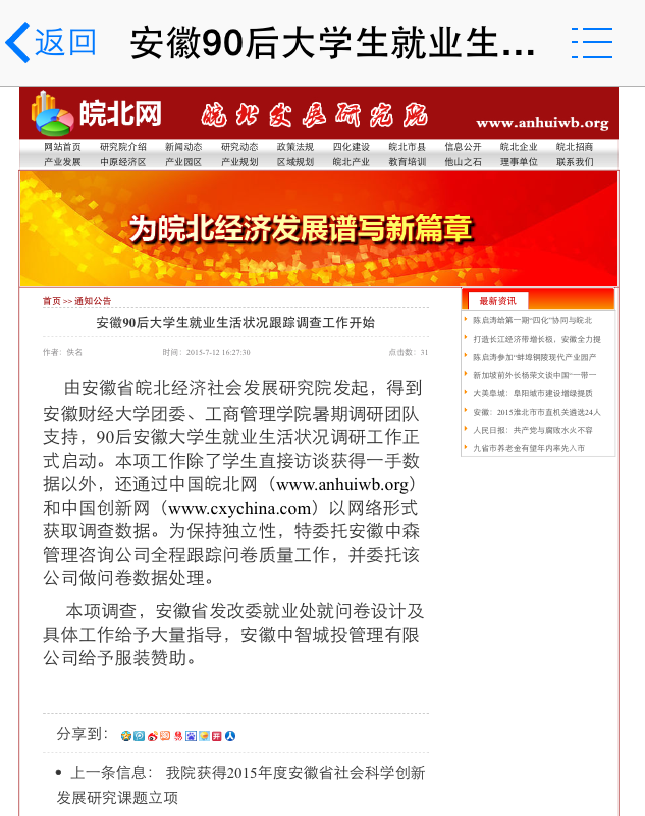 返回 安徽90后大学生就业生...
皖北网 皖北发展研究院 www.anhuiwb.org
网站首页 研究院介绍 新闻动态 研究动态 政策法规 四化建设 皖北市县 信息公开 皖北企业 皖北招商
产业发展 中原经济区 产业园区 产业规划 区域规划 皖北产业 教育培训 他山之石 理事单位 联系我们
为皖北经济发展谱写新篇章
首页 >> 通知公告
安徽90后大学生就业生活状况跟踪调查工作开始
作者：佚名 时间：2015-7-12 16:27:30 点击数：31
由安徽省皖北经济社会发展研究院发起，得到
安徽财经大学团委、工商管理学院暑期调研团队
支持，90后安徽大学生就业生活状况调研工作正
式启动。本项工作除了学生直接访谈获得一手数
据以外，还通过中国皖北网（www.anhuiwb.org）
和中国创新网（www.cxychina.com）以网络形式
获取调查数据。为保持独立性，特委托安徽中森
管理咨询公司全程跟踪问卷质量工作，并委托该
公司做问卷数据处理。
本项调查，安徽省发改委就业处就问卷设计及
具体工作给予大量指导，安徽中智城投管理有限
公司给予服装赞助。
分享到：
• 上一条信息： 我院获得2015年度安徽省社会科学创新
发展研究课题立项
最新资讯
陈启涛给第一期“四化”协同与皖北
打造长江经济带增长极，安徽全力提
陈启涛参加“蚌埠铜陵现代产业园产
新加坡前外长杨荣文谈中国“一带一
大美阜城：阜阳城市建设增绿提质
安徽：2015淮北市市直机关遴选24人
人民日报：共产党与腐败水火不容
九省市养老金有望年内率先入市